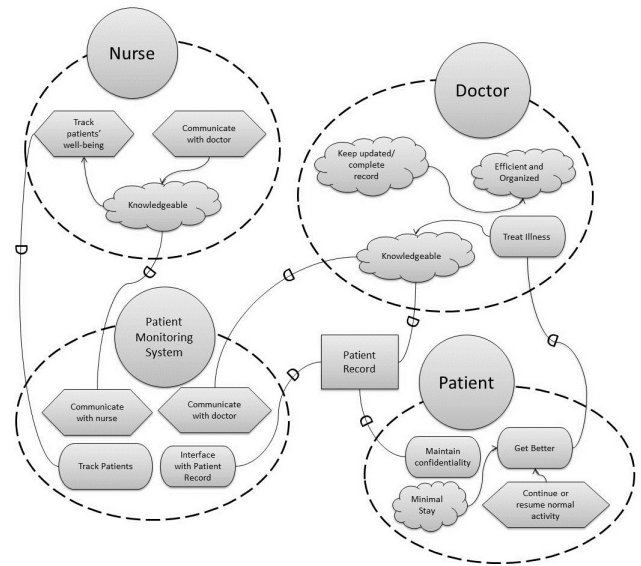 Nurse
Track
patients'
well-being
Communicate
with doctor
Knowledgeable
Doctor
Keep updated/
complete
record
Efficient and
Organized
Knowledgeable
Treat Illness
D
D
D
D
D
D
D
Patient
Monitoring
System
Communicate
with nurse
Communicate
with doctor
Track Patients
Interface
with Patient
Record
Patient
Record
Patient
Maintain
confidentiality
Get Better
Minimal
Stay
Continue or
resume normal
activity